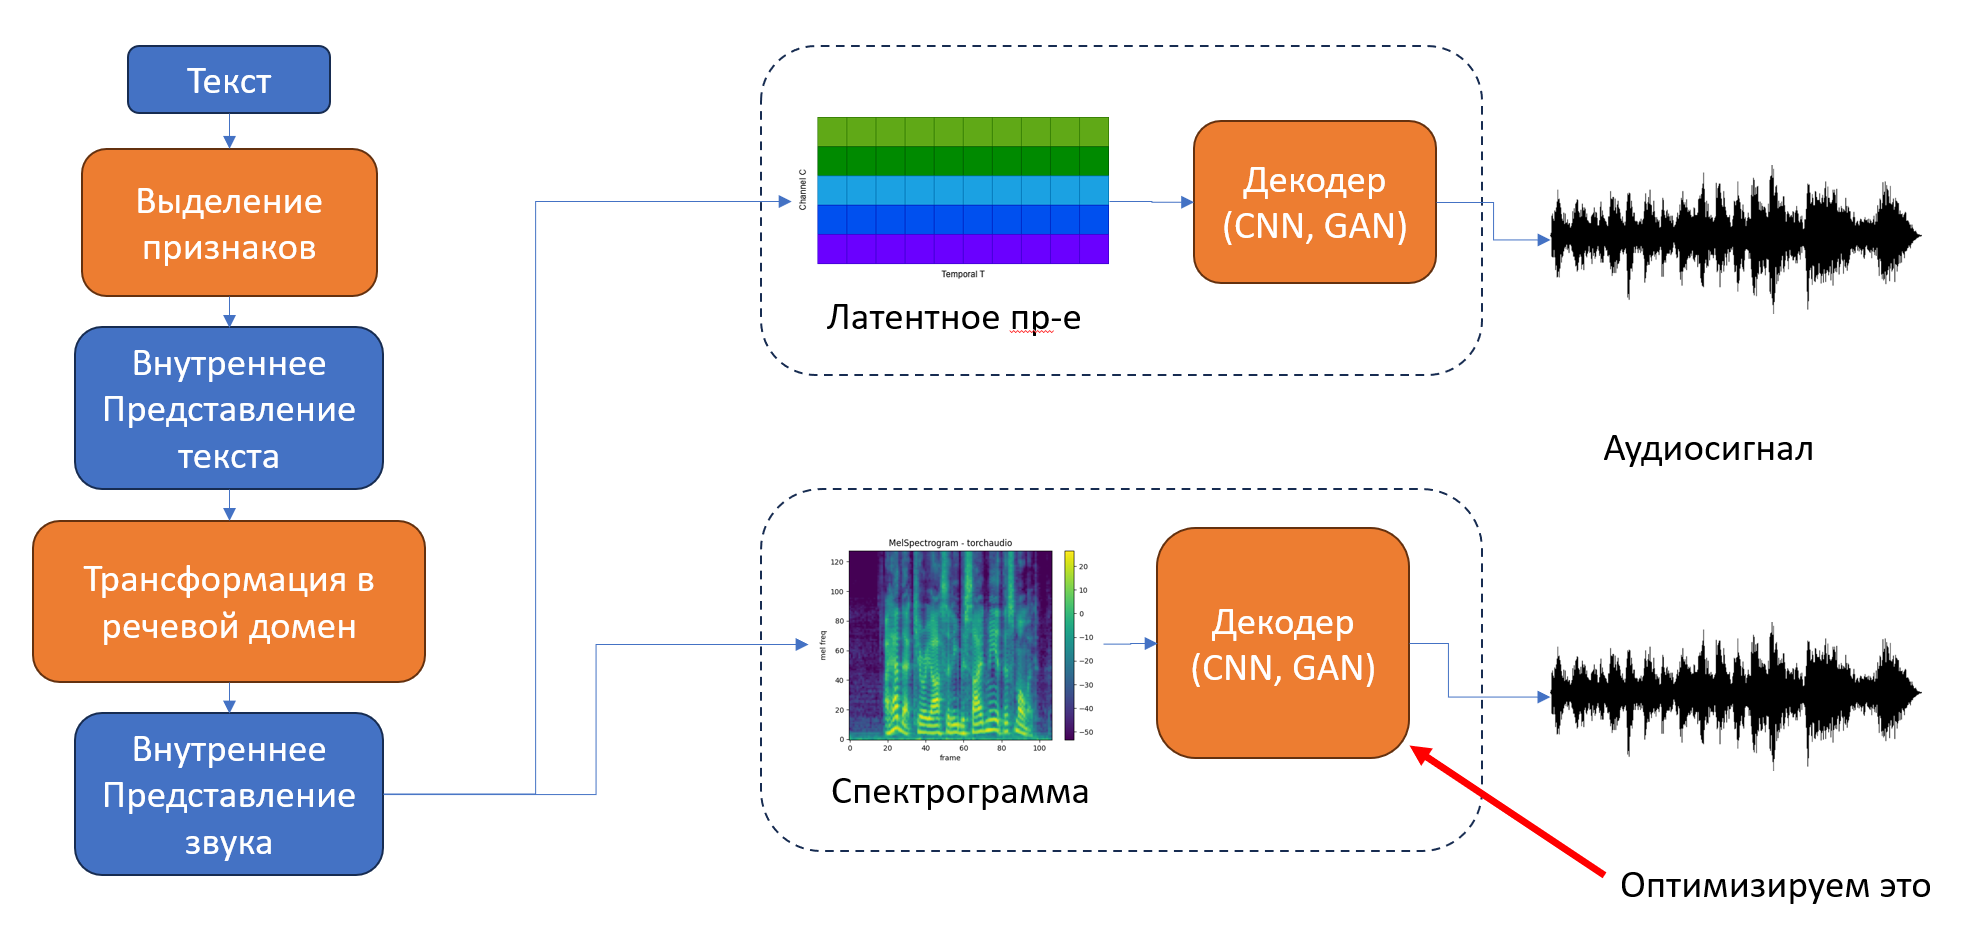 Текст
Выделение
признаков
Внутреннее
Представление
текста
Трансформация в
речевой домен
Внутреннее
Представление
звука
Channel C
Temporal T
Латентное пр-е
Декодер
(CNN, GAN)
MelSpectrogram - torchaudio
mel freq
120
100
80
60
40
20
0
0 20 40 60 80 100
frame
20
10
0
−10
−20
−30
−40
−50
Спектрограмма
Декодер
(CNN, GAN)
Аудиосигнал
Оптимизируем это